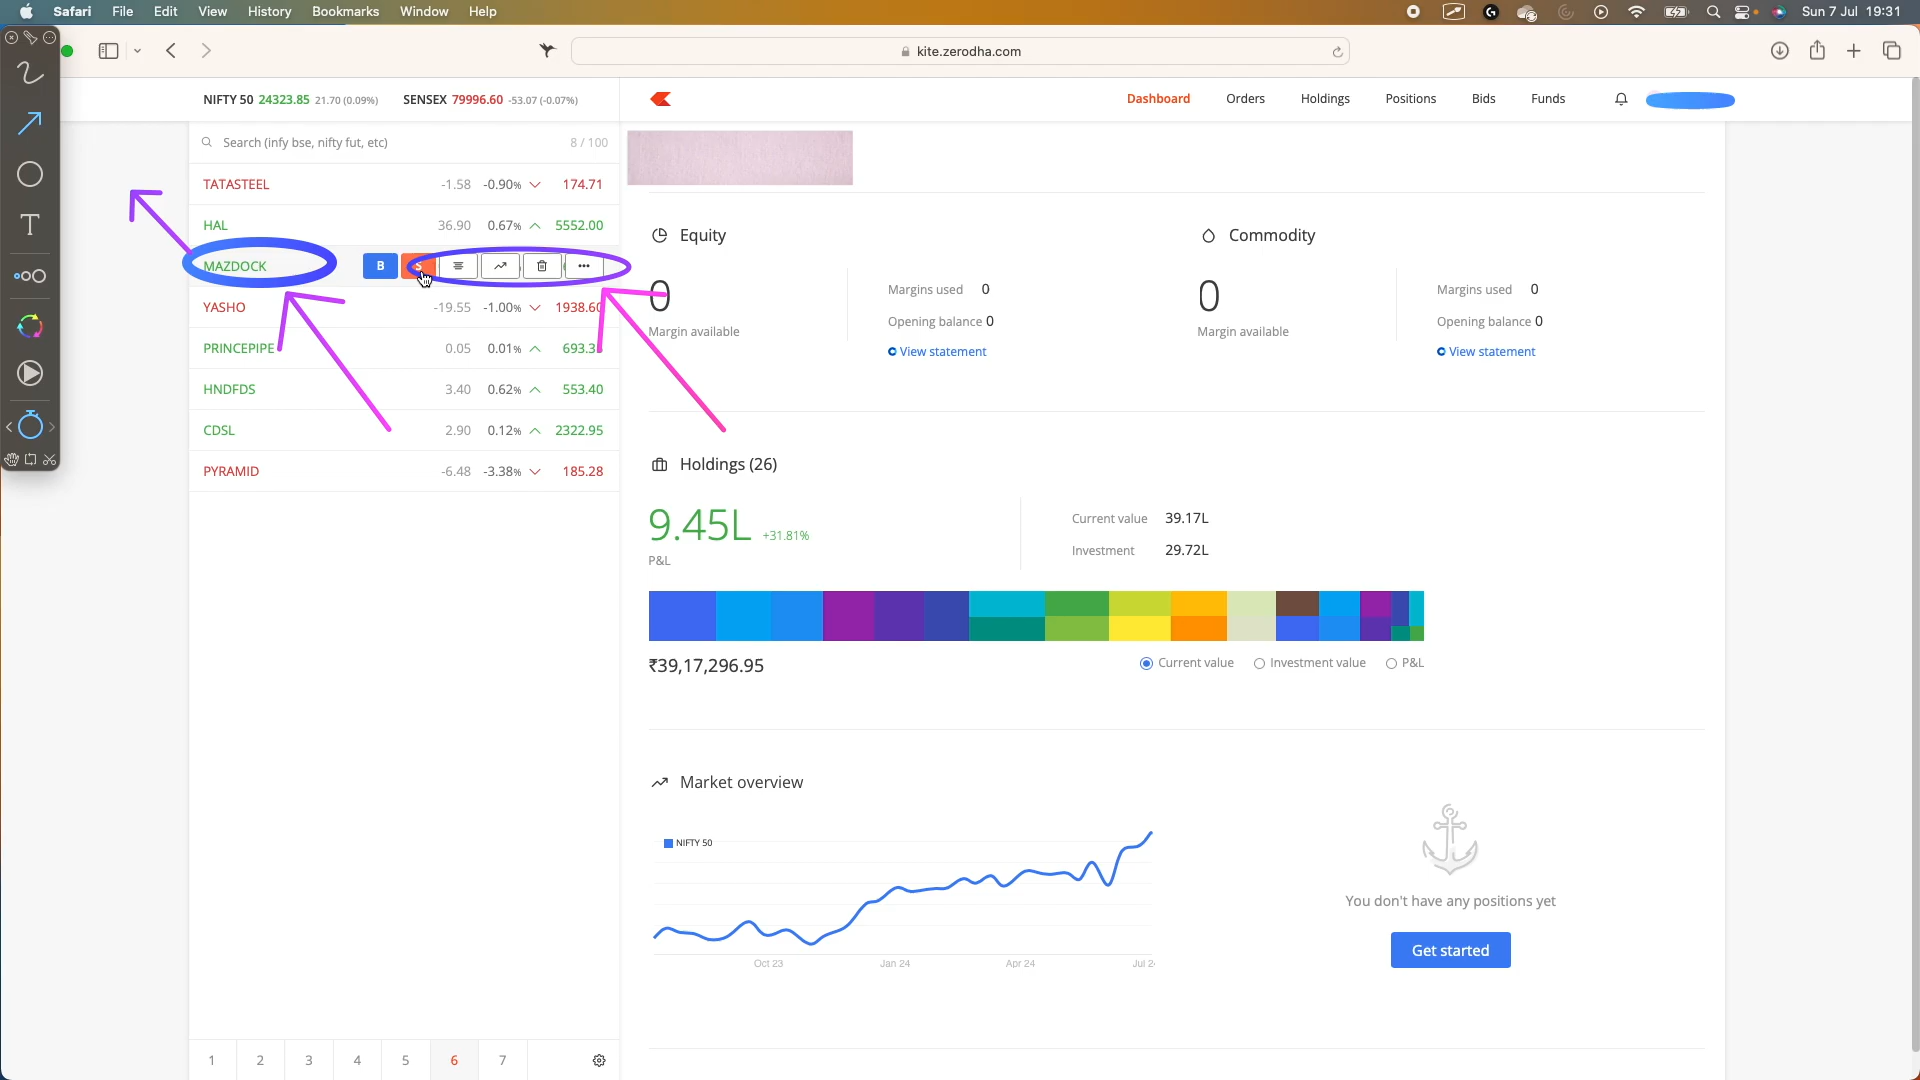 Safari File Edit View History Bookmarks Window Help
Sun 7 Jul 19:31
kite.zerodha.com
NIFTY 50 24323.85 21.70 (0.09%) SENSEX 79996.60 -53.07 (-0.07%)
Dashboard Orders Holdings Positions Bids Funds
T
Search (infy bse, nifty fut, etc) 8 / 100
TATASTEEL -1.58 -0.90% 174.71
HAL 36.90 0.67% 5552.00
MAZDOCK B S
YASHO -19.55 -1.00% 1938.60
PRINCEPIPE 0.05 0.01% 693.3
HNDFDS 3.40 0.62% 553.40
CDSL 2.90 0.12% 2322.95
PYRAMID -6.48 -3.38% 185.28
1 2 3 4 5 6 7
Equity
0
Margin available
Margins used 0
Opening balance 0
View statement
Commodity
0
Margin available
Margins used 0
Opening balance 0
View statement
Holdings (26)
9.45L +31.81%
P&L
Current value 39.17L
Investment 29.72L
₹39,17,296.95
Current value Investment value P&L
Market overview
NIFTY 50
Oct 23 Jan 24 Apr 24 Jul 2
You don't have any positions yet
Get started